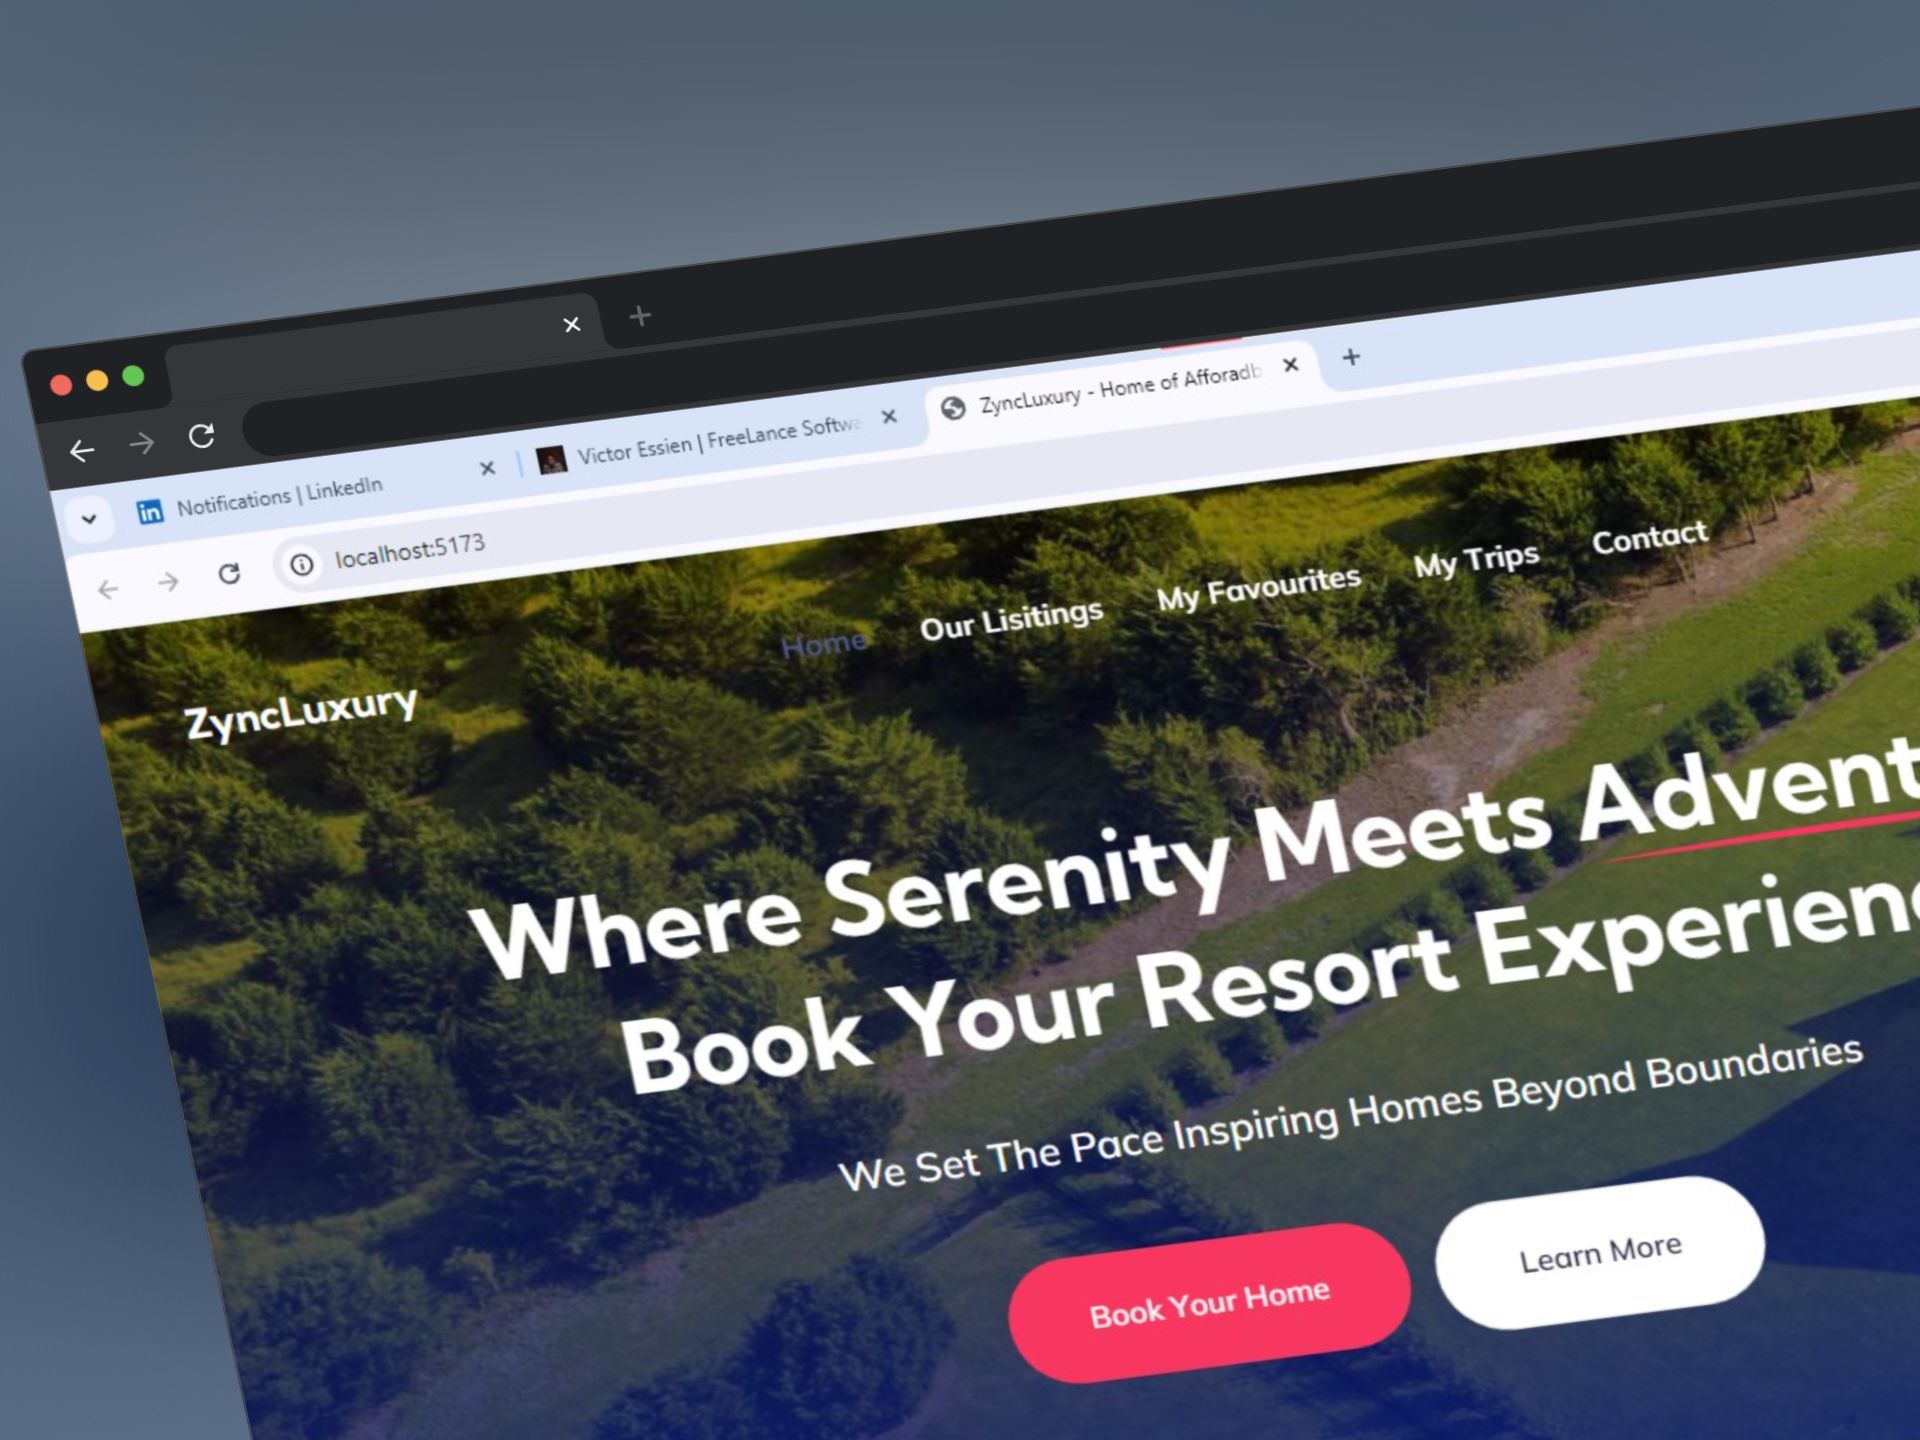 Notifications | LinkedIn
Victor Essien | FreeLance Softwa
ZyncLuxury - Home of Afforadb
localhost:5173
ZyncLuxury
Home
Our Lisitings
My Favourites
My Trips
Contact
Where Serenity Meets Advent
Book Your Resort Experienc
We Set The Pace Inspiring Homes Beyond Boundaries
Book Your Home
Learn More